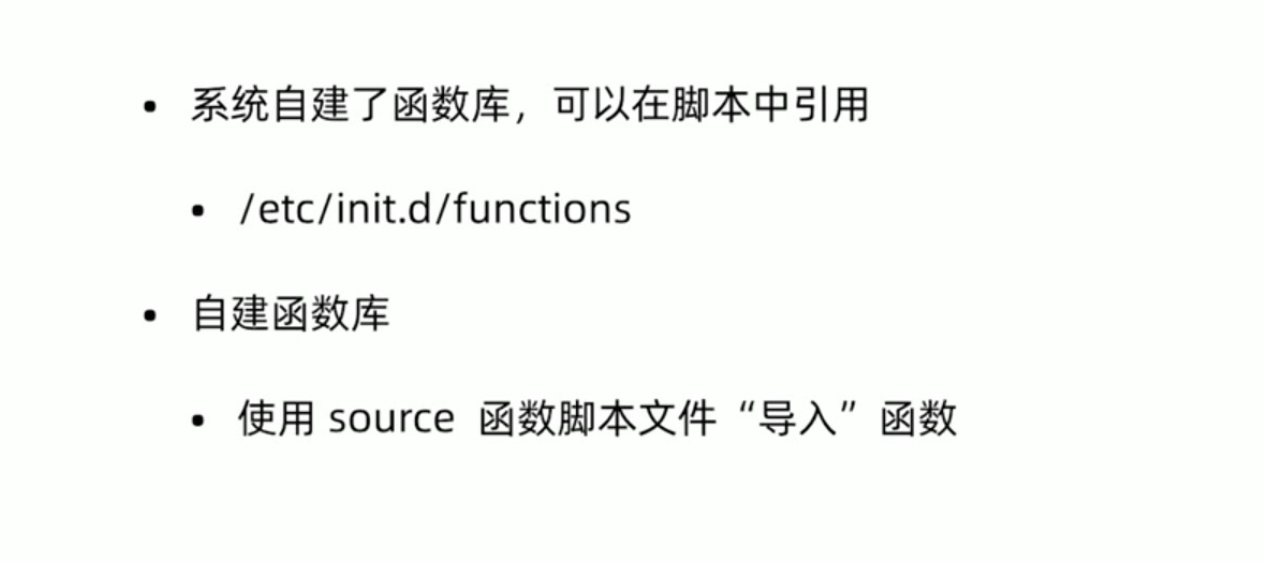 • 系统自建了函数库，可以在脚本中引用
• /etc/init.d/functions
• 自建函数库
• 使用 source 函数脚本文件“导入”函数